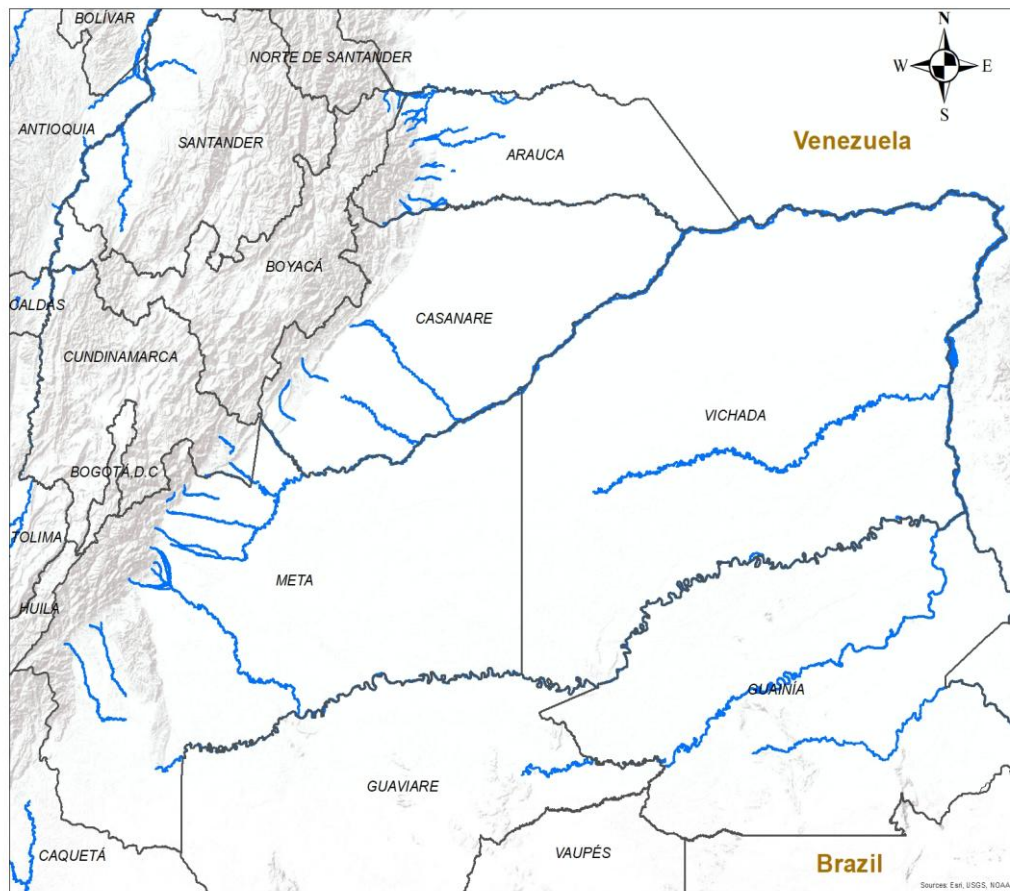 BOLÍVAR
N
NORTE DE SANTANDER
W
E
S
ANTIOQUIA
SANTANDER
ARAUCA
Venezuela
BOYACÁ
CALDAS
CASANARE
CUNDINAMARCA
VICHADA
BOGOTÁ D.C
TOLIMA
META
HUILA
GUAINÍA
GUAVIARE
CAQUETÁ
VAUPÉS
Brazil
Sources: Esri, USGS, NOAA